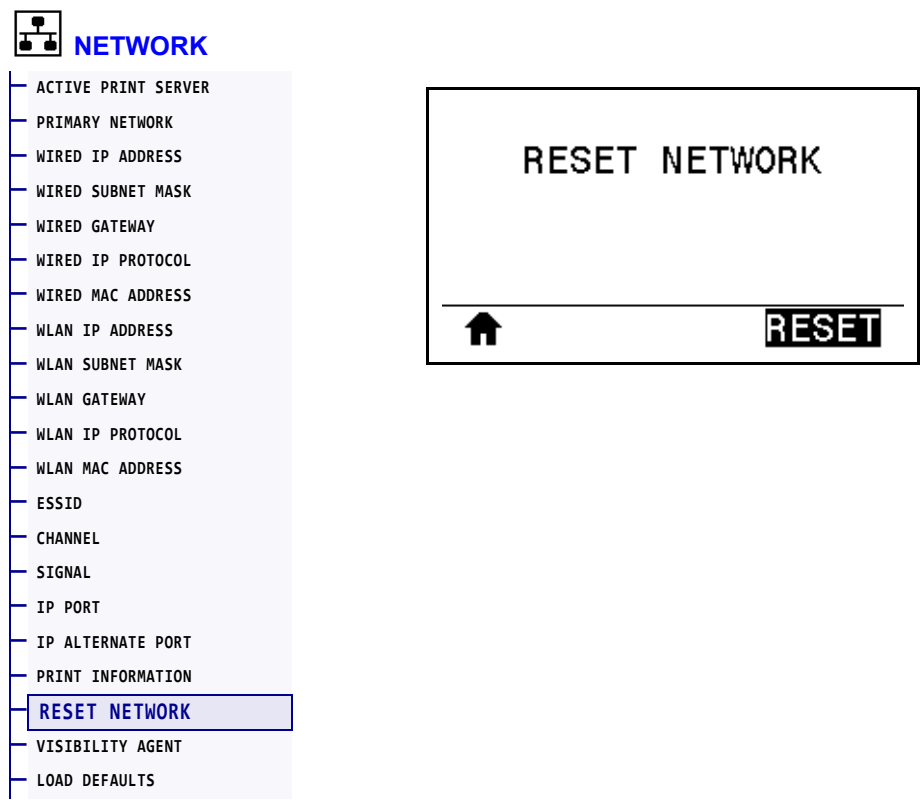 NETWORK
ACTIVE PRINT SERVER
PRIMARY NETWORK
WIRED IP ADDRESS
WIRED SUBNET MASK
WIRED GATEWAY
WIRED IP PROTOCOL
WIRED MAC ADDRESS
WLAN IP ADDRESS
WLAN SUBNET MASK
WLAN GATEWAY
WLAN IP PROTOCOL
WLAN MAC ADDRESS
ESSID
CHANNEL
SIGNAL
IP PORT
IP ALTERNATE PORT
PRINT INFORMATION
RESET NETWORK
VISIBILITY AGENT
LOAD DEFAULTS
RESET NETWORK
RESET